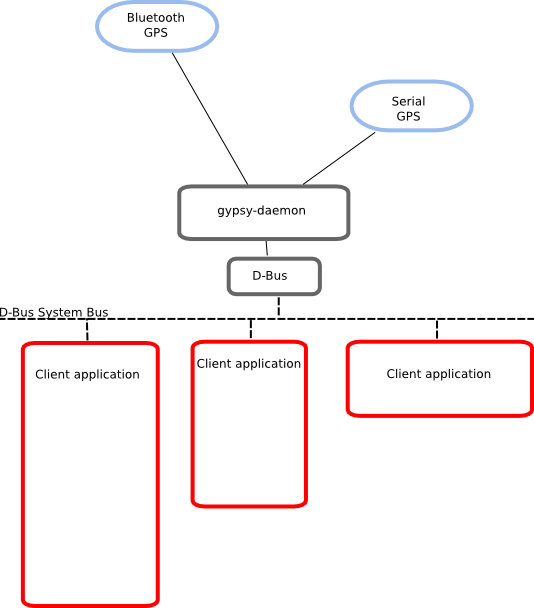 Bluetooth
GPS
Serial
GPS
gypsy-daemon
D-Bus
D-Bus System Bus
Client application
Client application
Client application